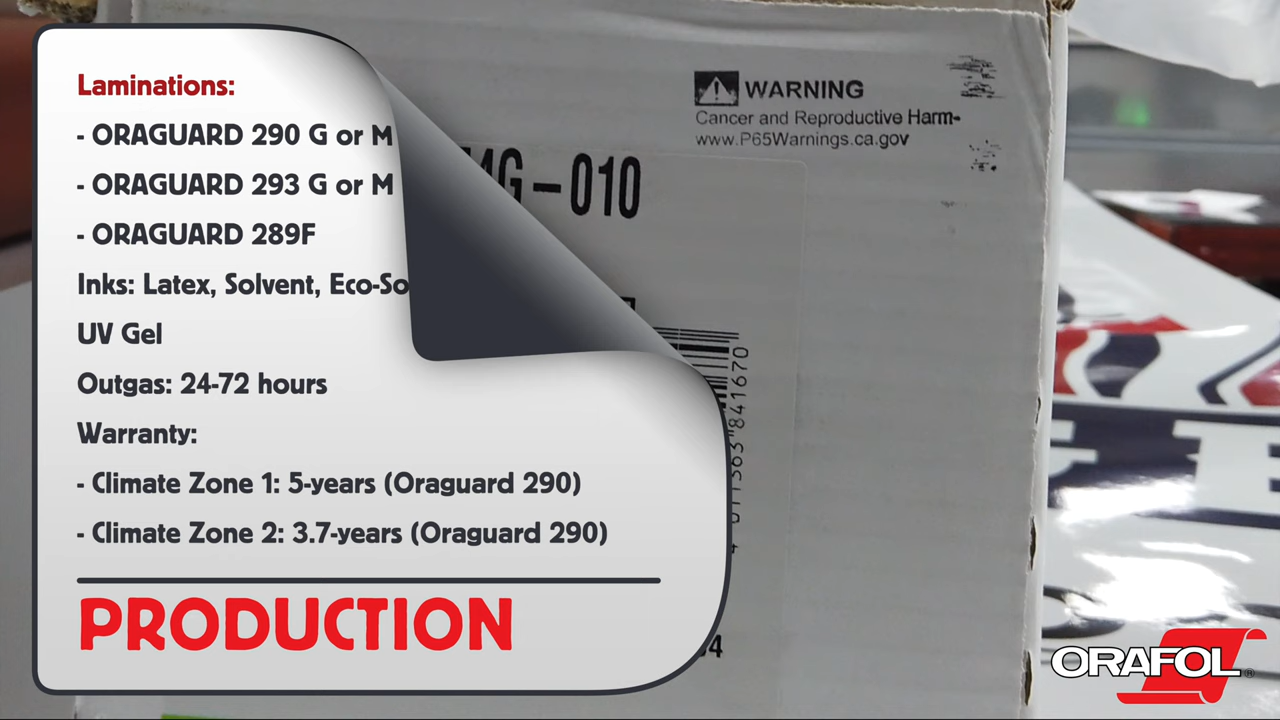 Laminations:
- ORAGUARD 290 G or M
- ORAGUARD 293 G or M
- ORAGUARD 289F
Inks: Latex, Solvent, Eco-So
UV Gel
Outgas: 24-72 hours
Warranty:
- Climate Zone 1: 5-years (Oraguard 290)
- Climate Zone 2: 3.7-years (Oraguard 290)
PRODUCTION
WARNING
Cancer and Reproductive Harm-
www.P65Warnings.ca.gov
G-010
841670
ORAFOL®